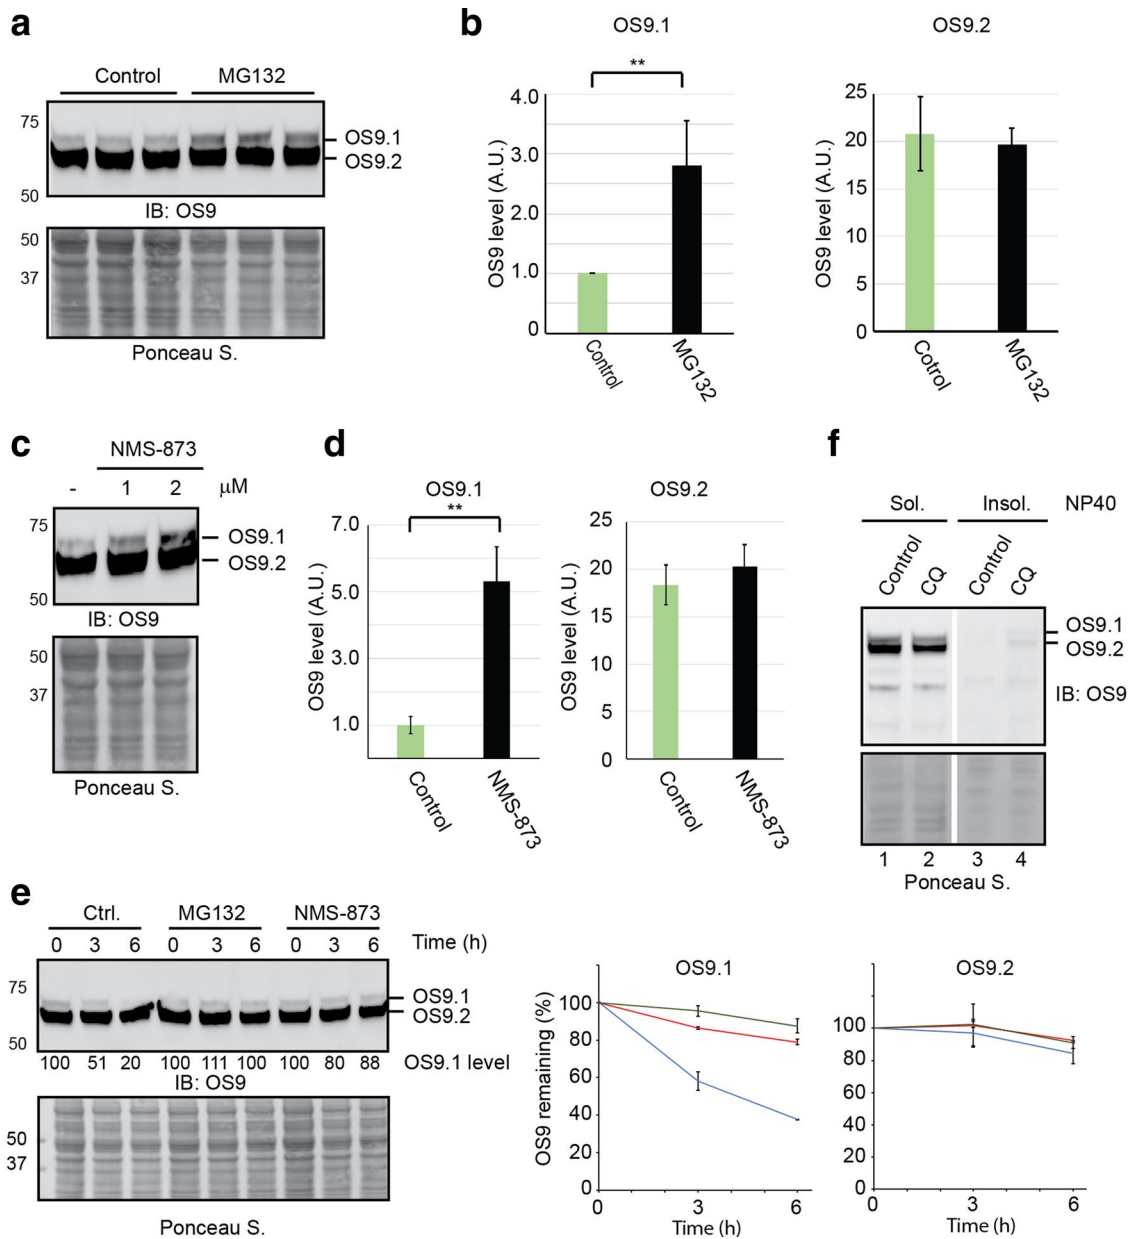 a
Control MG132
75
OS9.1
OS9.2
50
IB: OS9
50
37
Ponceau S.
b
OS9.1
**
4.0
3.0
2.0
1.0
0
OS9 level (A.U.)
Control
MG132
OS9.2
25
20
15
10
5
0
OS9 level (A.U.)
Cotrol
MG132
c
NMS-873
- 1 2 μM
75
OS9.1
OS9.2
50
IB: OS9
50
37
Ponceau S.
d
OS9.1
**
7.0
5.0
3.0
1.0
OS9 level (A.U.)
Control
NMS-873
OS9.2
25
20
15
10
5
0
OS9 level (A.U.)
Control
NMS-873
f
Sol. Insol. NP40
Control CQ Control CQ
OS9.1
OS9.2
IB: OS9
1 2 3 4
Ponceau S.
e
Ctrl. MG132 NMS-873
0 3 6 0 3 6 0 3 6 Time (h)
75
OS9.1
OS9.2
50
100 51 20 100 111 100 100 80 88 OS9.1 level
IB: OS9
50
37
Ponceau S.
OS9.1
100
80
60
40
20
0
OS9 remaining (%)
0 3 6
Time (h)
OS9.2
100
80
60
40
20
0
0 3 6
Time (h)